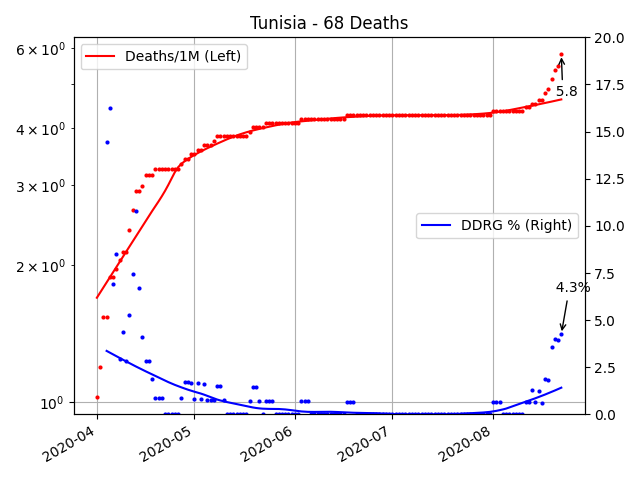 Tunisia - 68 Deaths
6 × 10⁰
4 × 10⁰
3 × 10⁰
2 × 10⁰
10⁰
Deaths/1M (Left)
5.8
DDRG % (Right)
4.3%
20.0
17.5
15.0
12.5
10.0
7.5
5.0
2.5
0.0
2020-04
2020-05
2020-06
2020-07
2020-08